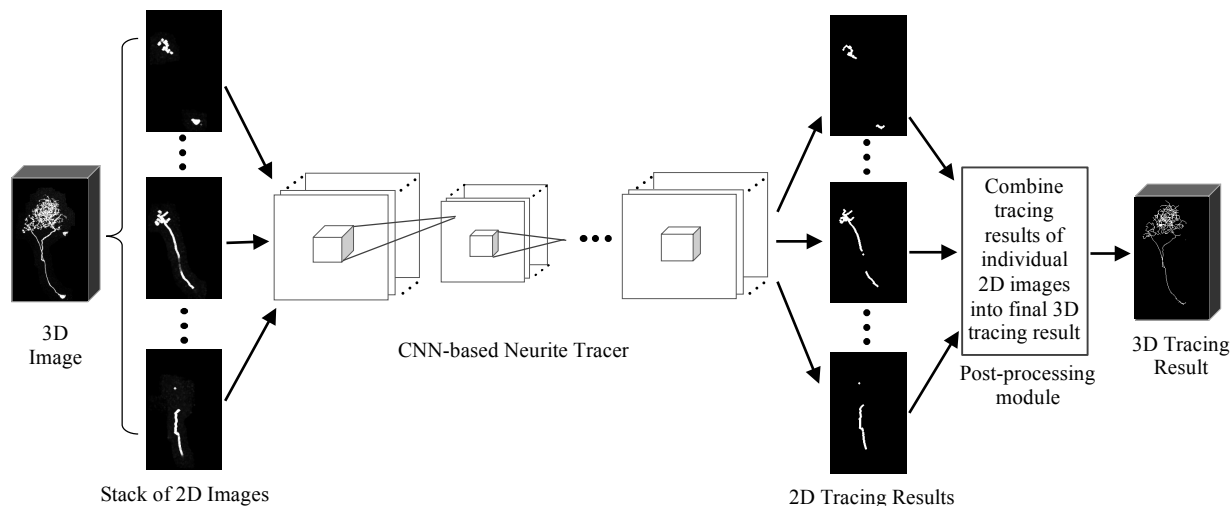 3D
Image
Stack of 2D Images
CNN-based Neurite Tracer
2D Tracing Results
Combine
tracing
results of
individual
2D images
into final 3D
tracing result
Post-processing
module
3D Tracing
Result